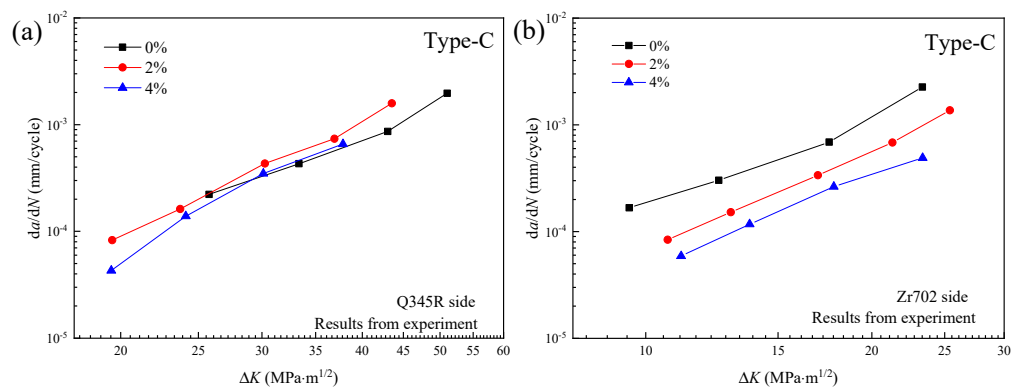 (a)
Type-C
0%
2%
4%
10⁻²
10⁻³
10⁻⁴
10⁻⁵
da/dN (mm/cycle)
Q345R side
Results from experiment
20 25 30 35 40 45 50 55 60
ΔK (MPa·m^{1/2})
(b)
Type-C
0%
2%
4%
10⁻²
10⁻³
10⁻⁴
10⁻⁵
da/dN (mm/cycle)
Zr702 side
Results from experiment
10 15 20 25 30
ΔK (MPa·m^{1/2})